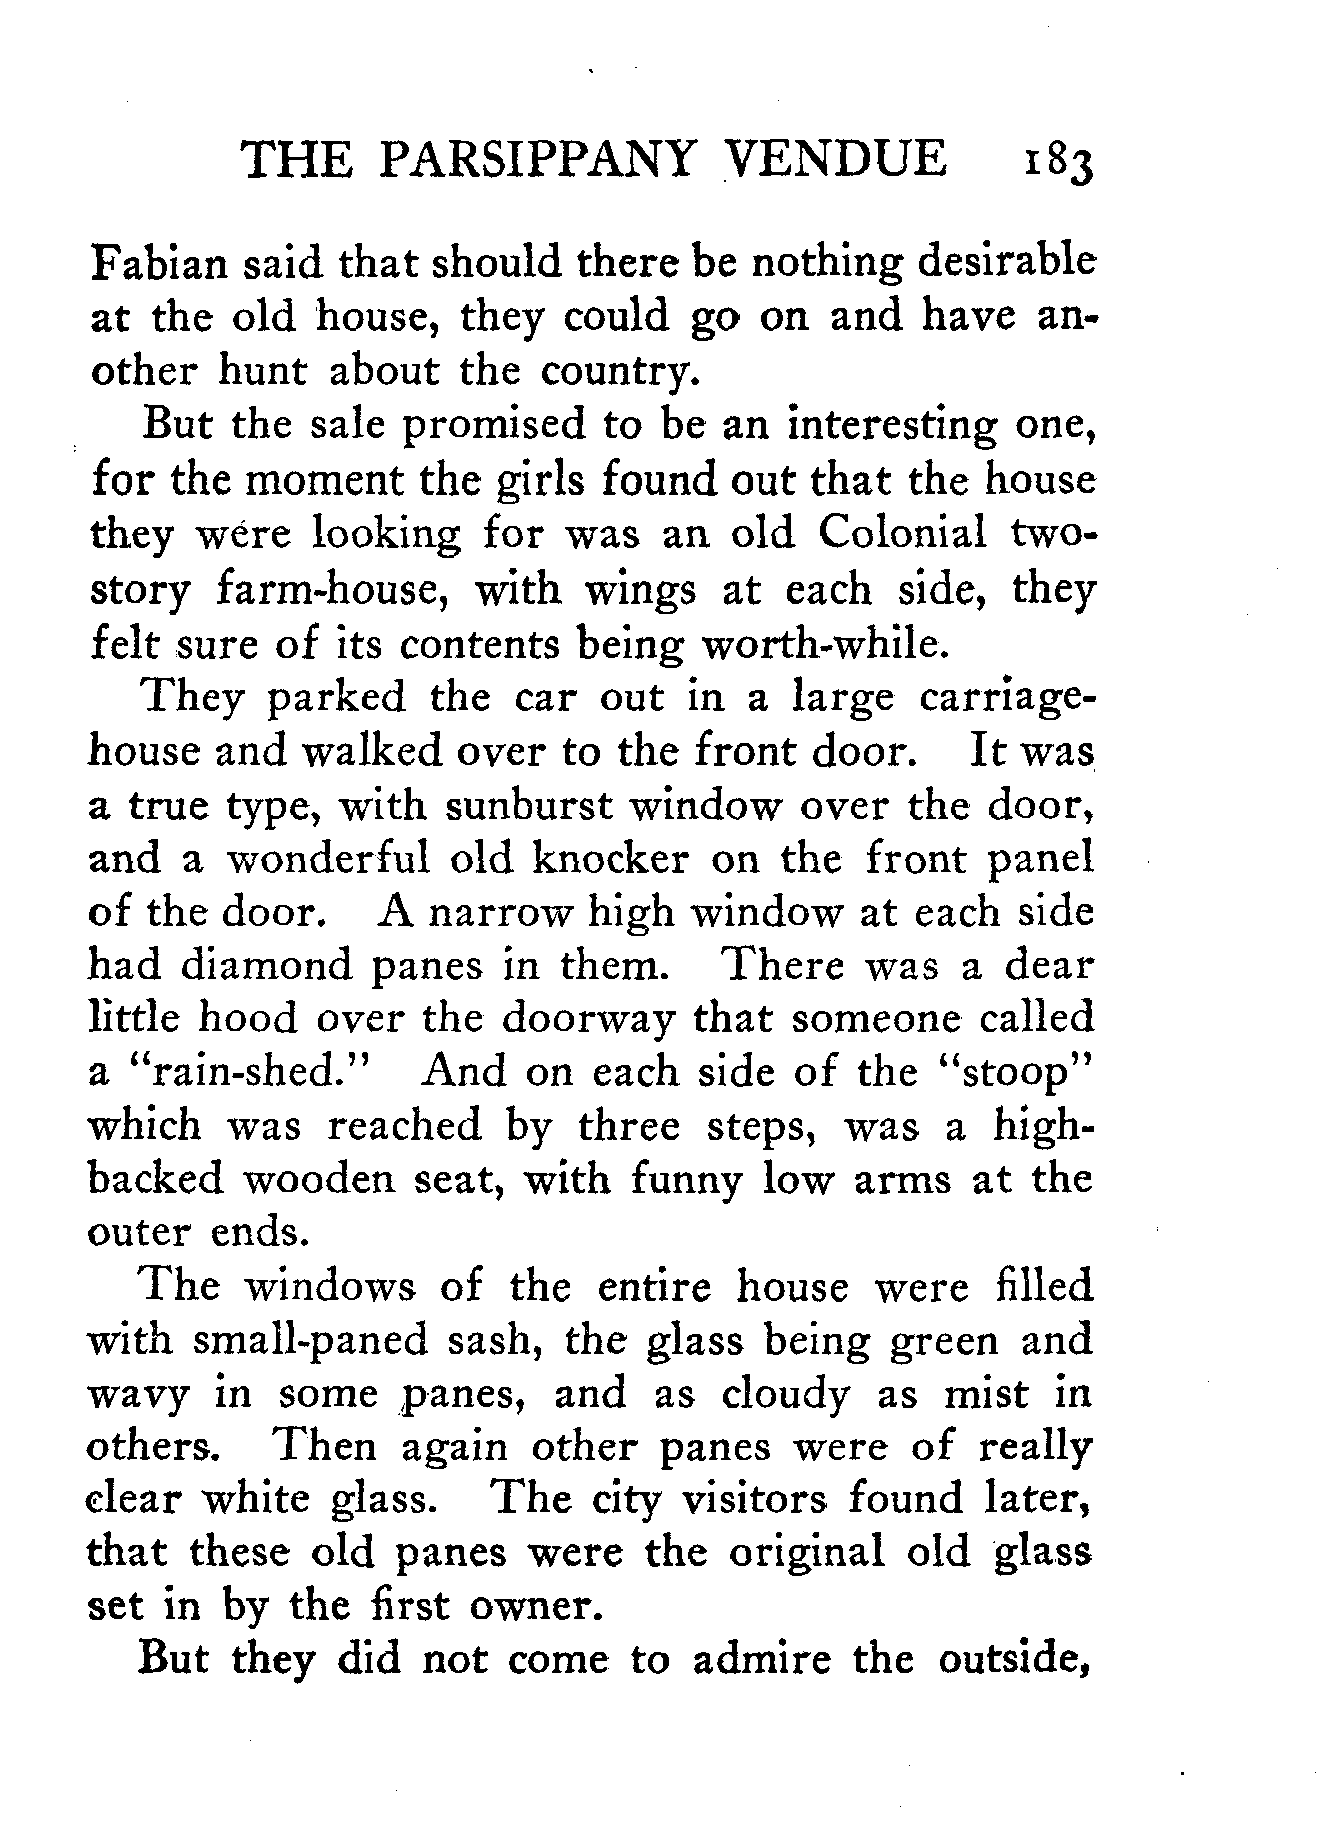 THE PARSIPPANY VENDUE 183
Fabian said that should there be nothing desirable
at the old house, they could go on and have an-
other hunt about the country.
But the sale promised to be an interesting one,
for the moment the girls found out that the house
they were looking for was an old Colonial two-
story farm-house, with wings at each side, they
felt sure of its contents being worth-while.
They parked the car out in a large carriage-
house and walked over to the front door. It was
a true type, with sunburst window over the door,
and a wonderful old knocker on the front panel
of the door. A narrow high window at each side
had diamond panes in them. There was a dear
little hood over the doorway that someone called
a "rain-shed." And on each side of the "stoop"
which was reached by three steps, was a high-
backed wooden seat, with funny low arms at the
outer ends.
The windows of the entire house were filled
with small-paned sash, the glass being green and
wavy in some panes, and as cloudy as mist in
others. Then again other panes were of really
clear white glass. The city visitors found later,
that these old panes were the original old glass
set in by the first owner.
But they did not come to admire the outside,